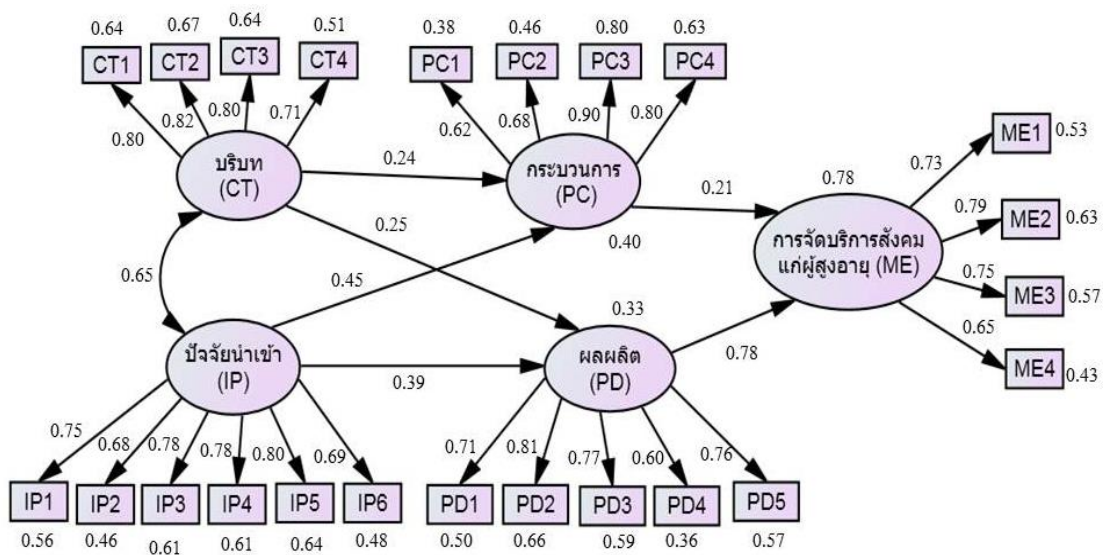 0.64 0.67 0.64 0.51 0.38 0.46 0.80 0.63
CT1 CT2 CT3 CT4 PC1 PC2 PC3 PC4
0.80 0.82 0.80 0.71 0.62 0.68 0.90 0.80
บริบท
(CT)
0.24
กระบวนการ
(PC)
0.40
0.21
0.78
การจัดบริการสังคม
แก่ผู้สูงอายุ (ME)
0.73 ME1 0.53
0.79 ME2 0.63
0.75 ME3 0.57
0.65 ME4 0.43
0.65
0.25
0.45
ปัจจัยนำเข้า
(IP)
0.39
0.33
ผลผลิต
(PD)
0.78
0.75 0.68 0.78 0.78 0.80 0.69 0.71 0.81 0.77 0.60 0.76
IP1 IP2 IP3 IP4 IP5 IP6 PD1 PD2 PD3 PD4 PD5
0.56 0.46 0.61 0.61 0.64 0.48 0.50 0.66 0.59 0.36 0.57